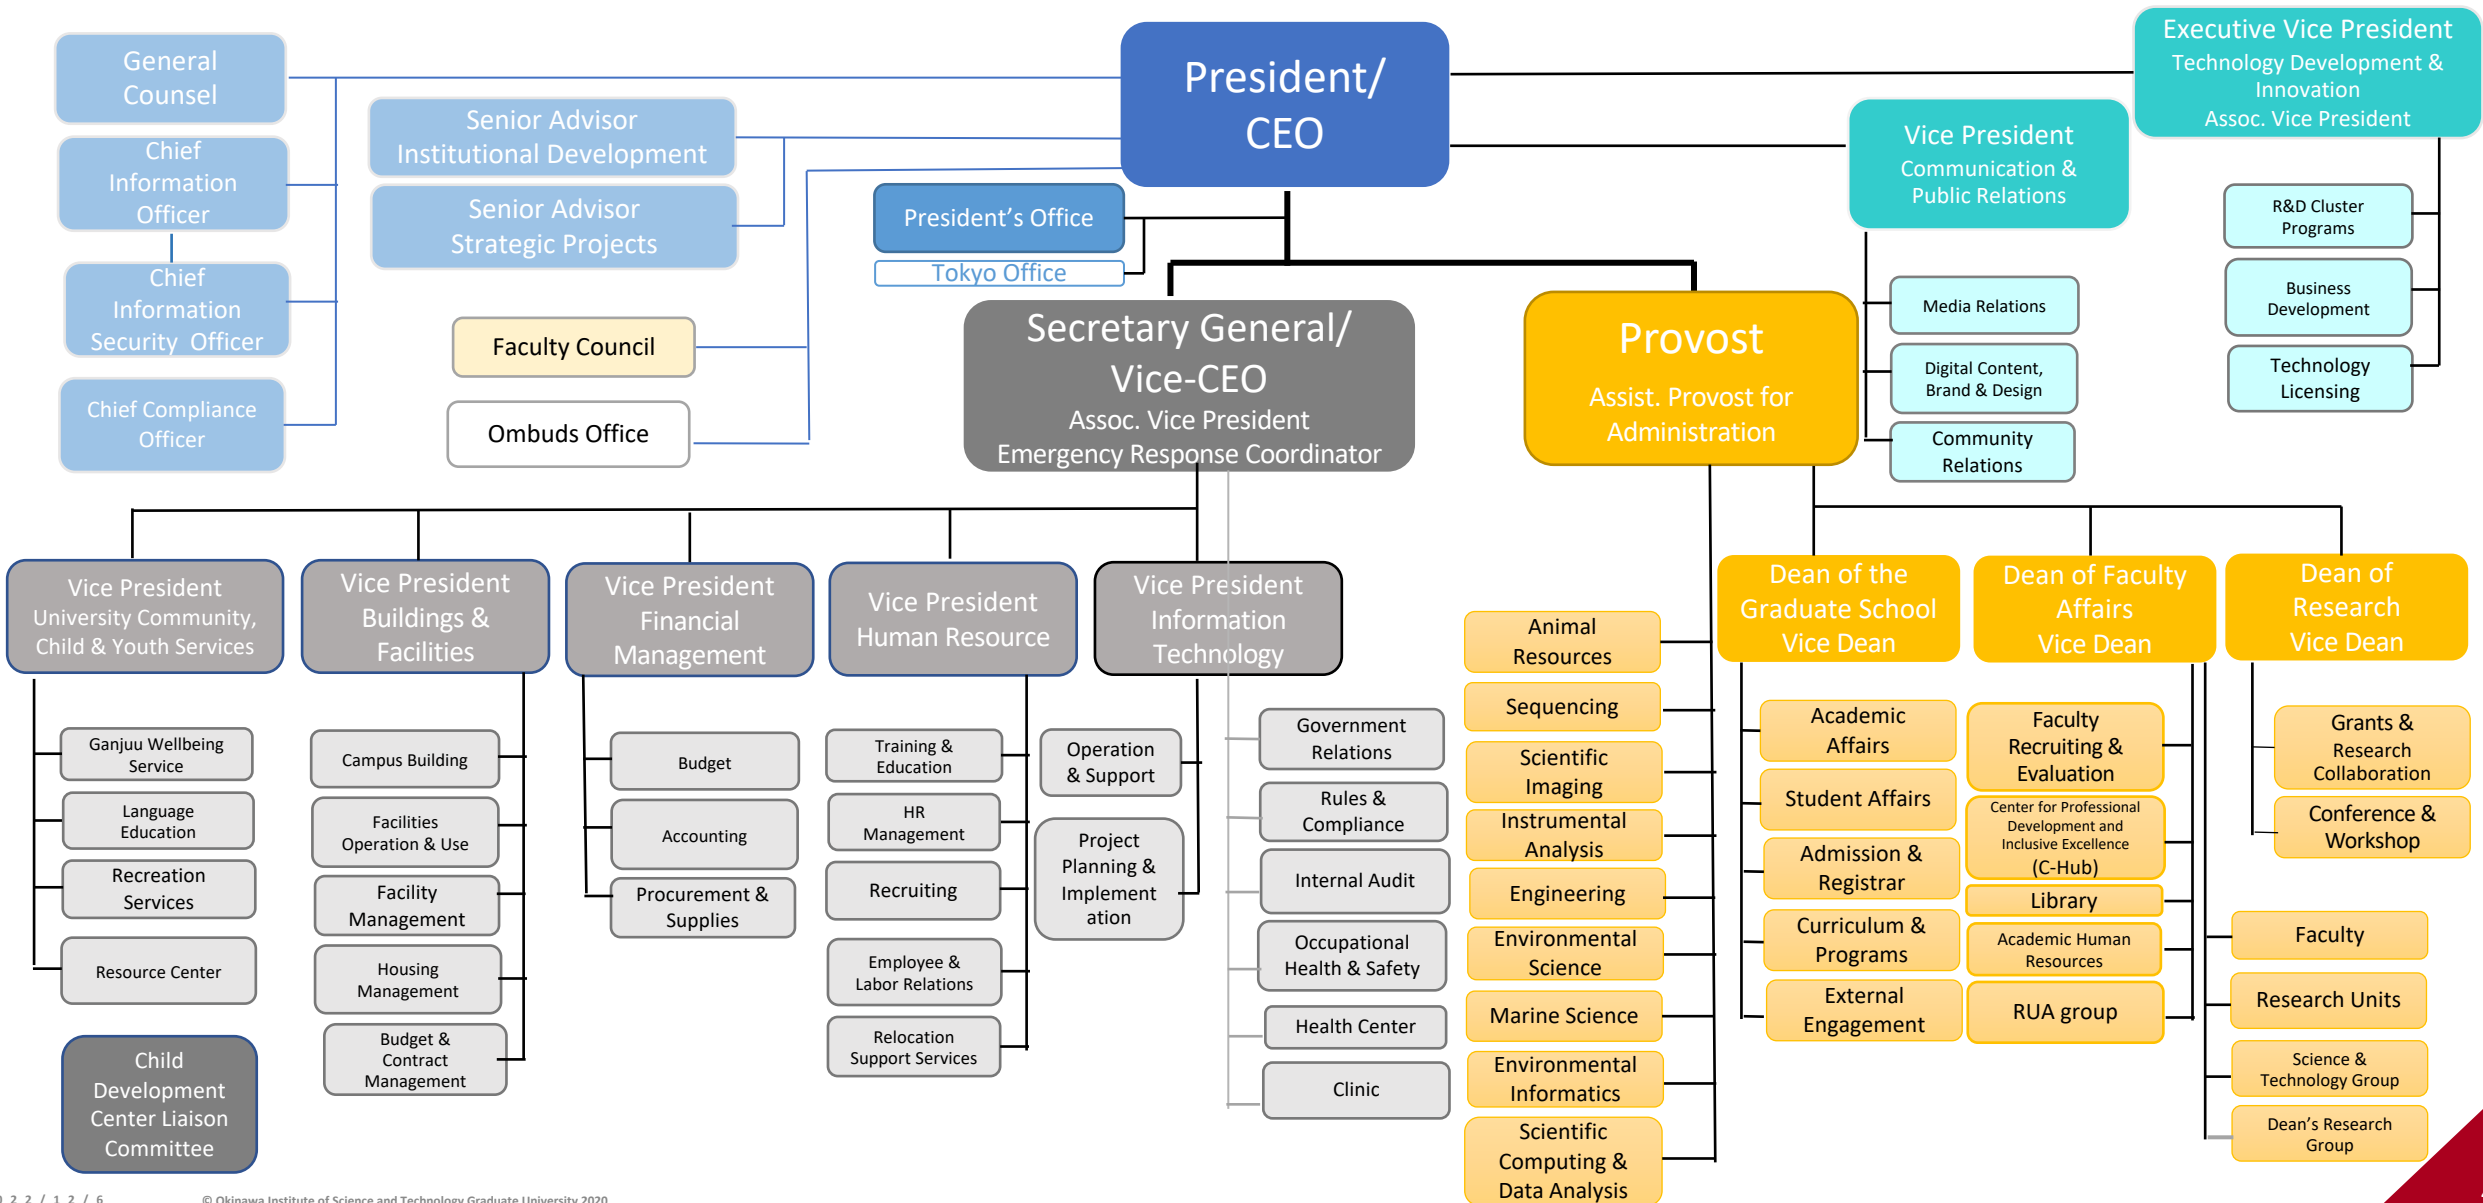 General
Counsel
Chief
Information
Officer
Chief
Information
Security Officer
Chief Compliance
Officer
Senior Advisor
Institutional Development
Senior Advisor
Strategic Projects
Faculty Council
Ombuds Office
President/
CEO
President’s Office
Tokyo Office
Executive Vice President
Technology Development &
Innovation
Assoc. Vice President
R&D Cluster
Programs
Business
Development
Technology
Licensing
Vice President
Communication &
Public Relations
Media Relations
Digital Content,
Brand & Design
Community
Relations
Secretary General/
Vice-CEO
Assoc. Vice President
Emergency Response Coordinator
Provost
Assist. Provost for
Administration
Vice President
University Community,
Child & Youth Services
Ganjuu Wellbeing
Service
Language
Education
Recreation
Services
Resource Center
Child
Development
Center Liaison
Committee
Vice President
Buildings &
Facilities
Campus Building
Facilities
Operation & Use
Facility
Management
Housing
Management
Budget &
Contract
Management
Vice President
Financial
Management
Budget
Accounting
Procurement &
Supplies
Vice President
Human Resource
Training &
Education
HR
Management
Recruiting
Employee &
Labor Relations
Relocation
Support Services
Vice President
Information
Technology
Operation
& Support
Project
Planning &
Implement
ation
Government
Relations
Rules &
Compliance
Internal Audit
Occupational
Health & Safety
Health Center
Clinic
Animal
Resources
Sequencing
Scientific
Imaging
Instrumental
Analysis
Engineering
Environmental
Science
Marine Science
Environmental
Informatics
Scientific
Computing &
Data Analysis
Dean of the
Graduate School
Vice Dean
Academic
Affairs
Student Affairs
Admission &
Registrar
Curriculum &
Programs
External
Engagement
Dean of Faculty
Affairs
Vice Dean
Faculty
Recruiting &
Evaluation
Center for Professional
Development and
Inclusive Excellence
(C-Hub)
Library
Academic Human
Resources
RUA group
Dean of
Research
Vice Dean
Grants &
Research
Collaboration
Conference &
Workshop
Faculty
Research Units
Science &
Technology Group
Dean’s Research
Group
022/12/6
© Okinawa Institute of Science and Technology Graduate University 2020